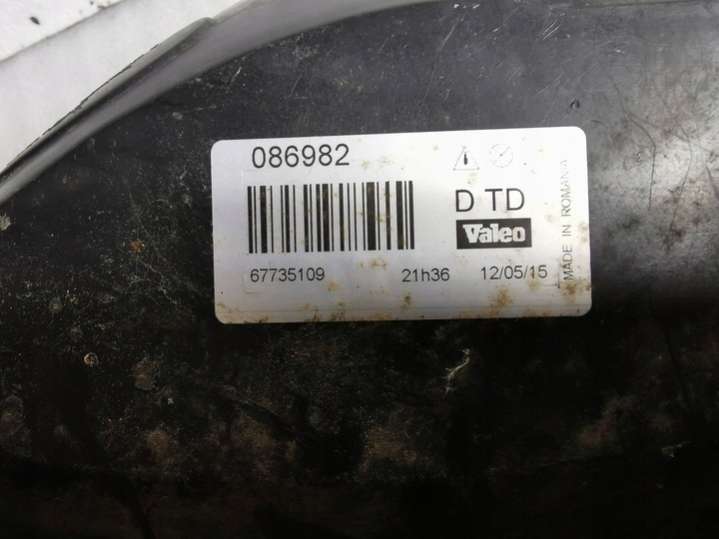 086982
D TD
Valeo
67735109 21h36 12/05/15
MADE IN ROMANIA